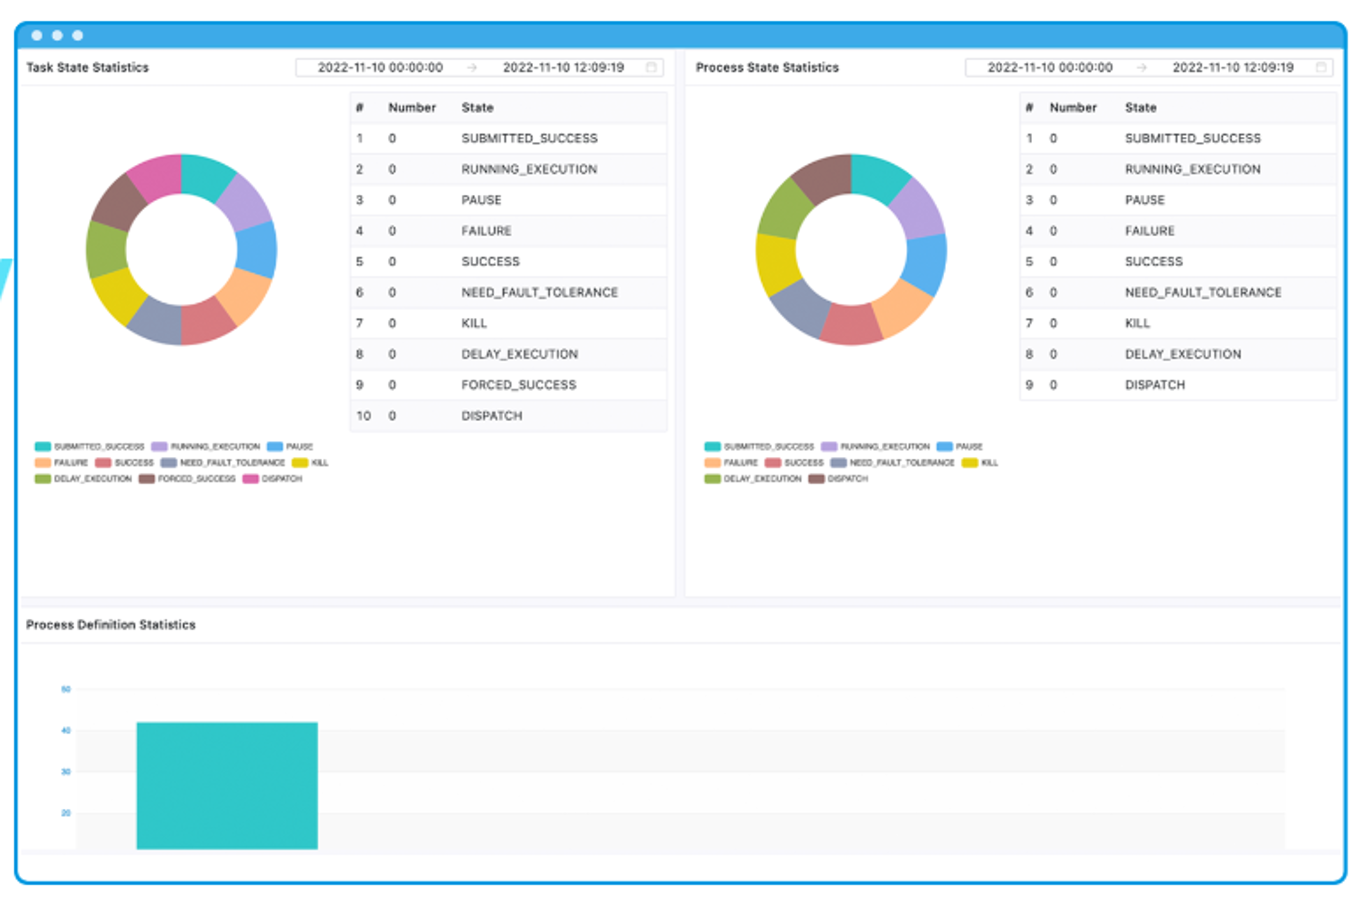 Task State Statistics
2022-11-10 00:00:00 → 2022-11-10 12:09:19
# Number State
1 0 SUBMITTED_SUCCESS
2 0 RUNNING_EXECUTION
3 0 PAUSE
4 0 FAILURE
5 0 SUCCESS
6 0 NEED_FAULT_TOLERANCE
7 0 KILL
8 0 DELAY_EXECUTION
9 0 FORCED_SUCCESS
10 0 DISPATCH
SUBMITTED_SUCCESS RUNNING_EXECUTION PAUSE
FAILURE SUCCESS NEED_FAULT_TOLERANCE KILL
DELAY_EXECUTION FORCED_SUCCESS DISPATCH
Process State Statistics
2022-11-10 00:00:00 → 2022-11-10 12:09:19
# Number State
1 0 SUBMITTED_SUCCESS
2 0 RUNNING_EXECUTION
3 0 PAUSE
4 0 FAILURE
5 0 SUCCESS
6 0 NEED_FAULT_TOLERANCE
7 0 KILL
8 0 DELAY_EXECUTION
9 0 DISPATCH
SUBMITTED_SUCCESS RUNNING_EXECUTION PAUSE
FAILURE SUCCESS NEED_FAULT_TOLERANCE KILL
DELAY_EXECUTION DISPATCH
Process Definition Statistics
50
40
30
20